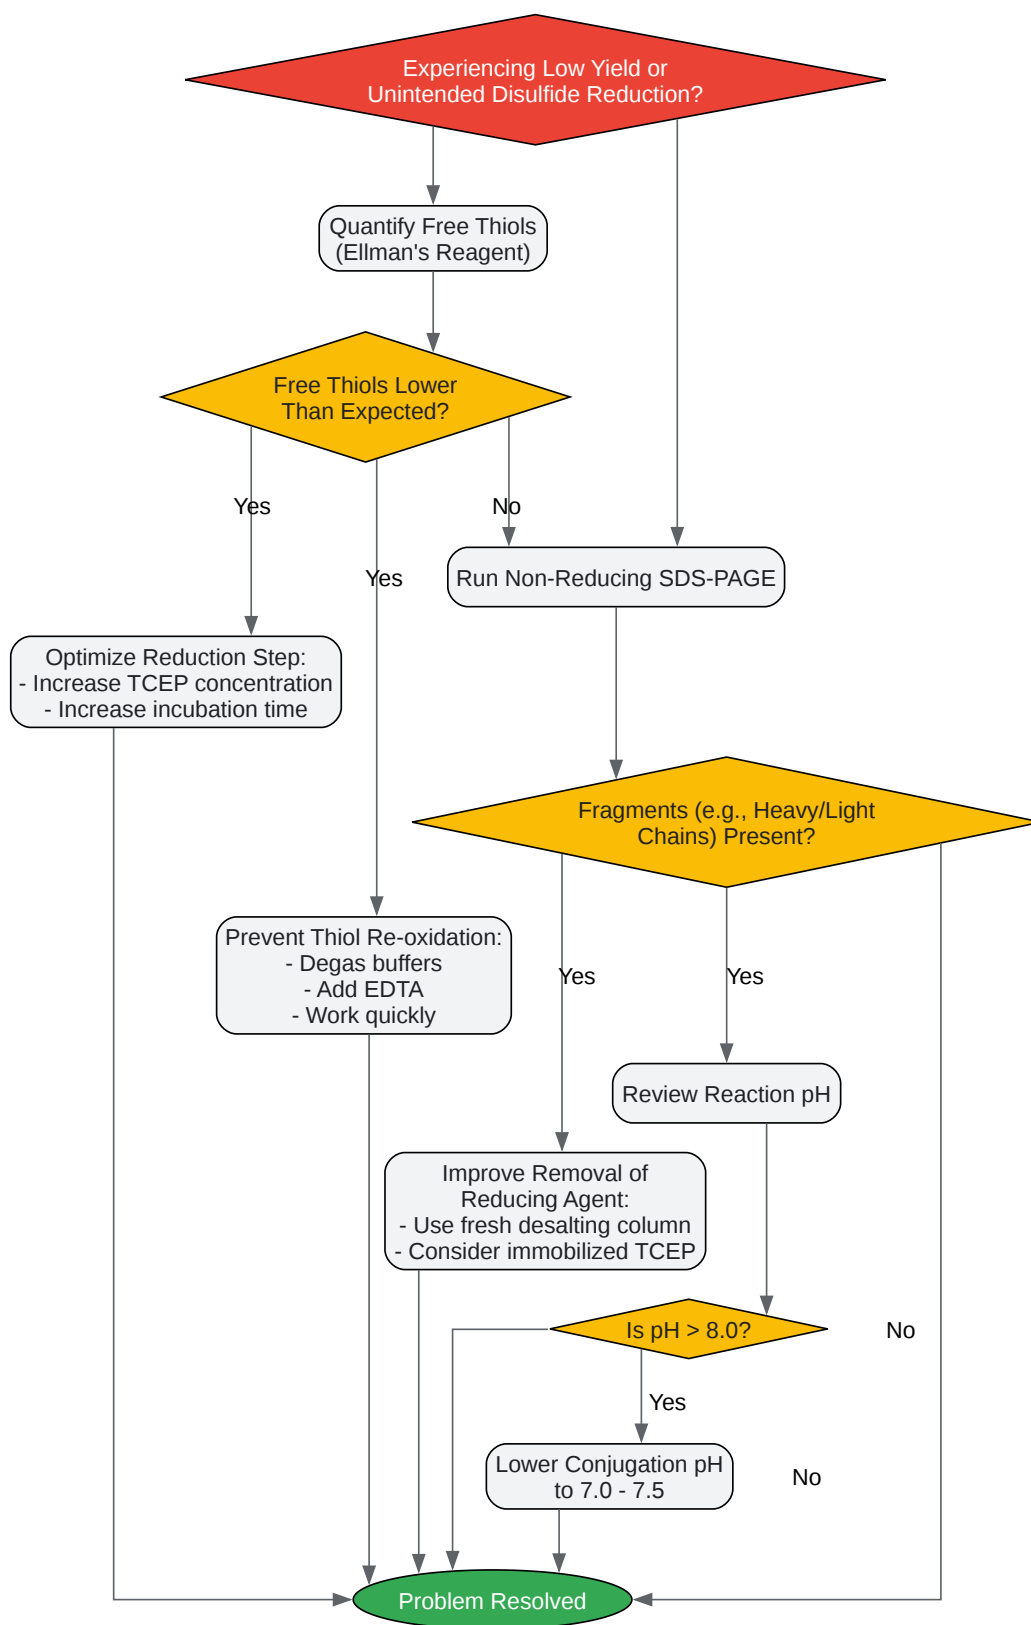 Experiencing Low Yield or
Unintended Disulfide Reduction?
Quantify Free Thiols
(Ellman's Reagent)
Free Thiols Lower
Than Expected?
Yes
No
Yes
Run Non-Reducing SDS-PAGE
Optimize Reduction Step:
- Increase TCEP concentration
- Increase incubation time
Fragments (e.g., Heavy/Light
Chains) Present?
Prevent Thiol Re-oxidation:
- Degas buffers
- Add EDTA
- Work quickly
Yes
Yes
Review Reaction pH
Improve Removal of
Reducing Agent:
- Use fresh desalting column
- Consider immobilized TCEP
Is pH > 8.0?
No
Yes
Lower Conjugation pH
to 7.0 - 7.5
No
Problem Resolved